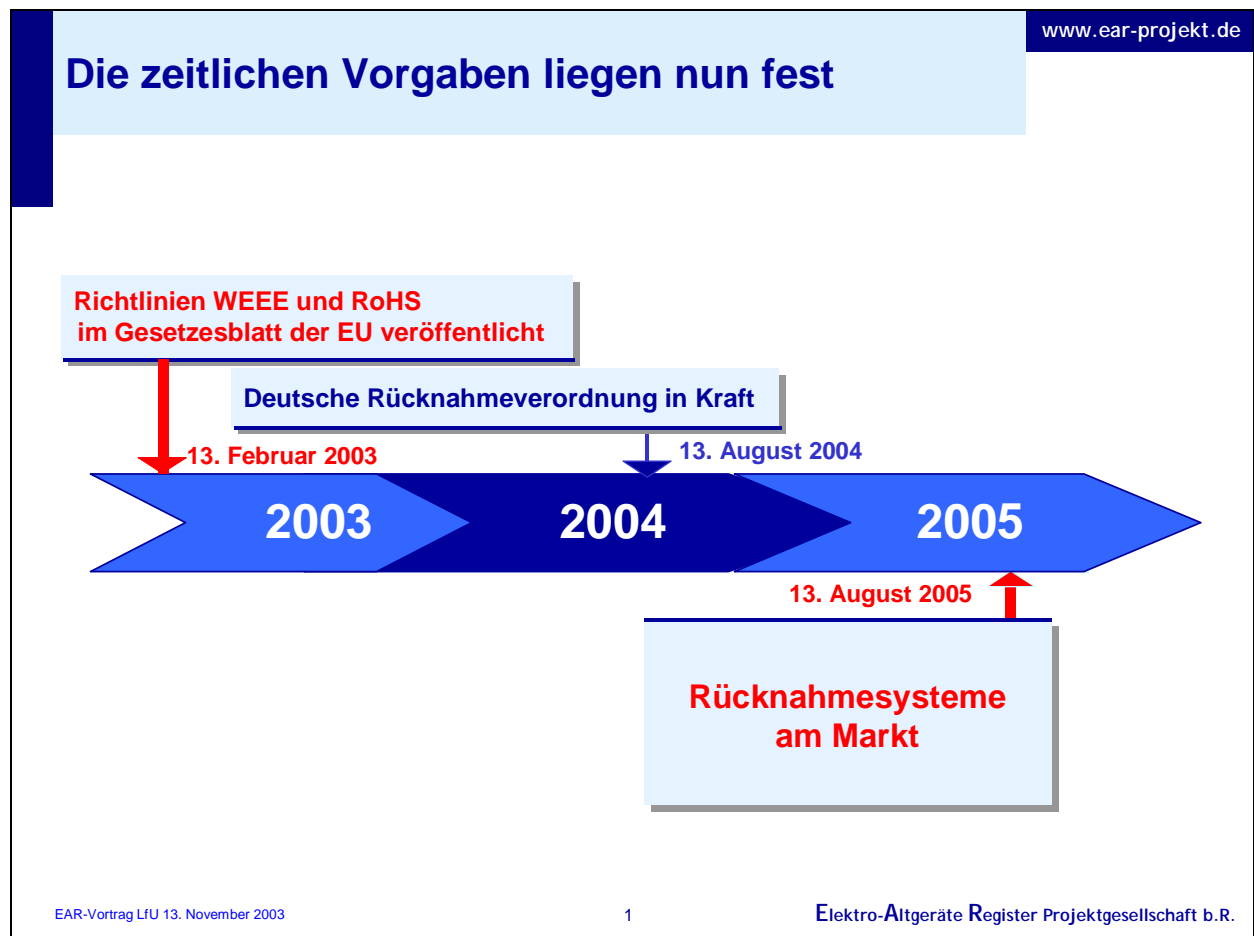 www.ear-projekt.de
Die zeitlichen Vorgaben liegen nun fest
Richtlinien WEEE und RoHS
im Gesetzesblatt der EU veröffentlicht
Deutsche Rücknahmeverordnung in Kraft
13. Februar 2003
13. August 2004
2003
2004
2005
13. August 2005
Rücknahmesysteme
am Markt
EAR-Vortrag LfU 13. November 2003
1
Elektro-Altgeräte Register Projektgesellschaft b.R.